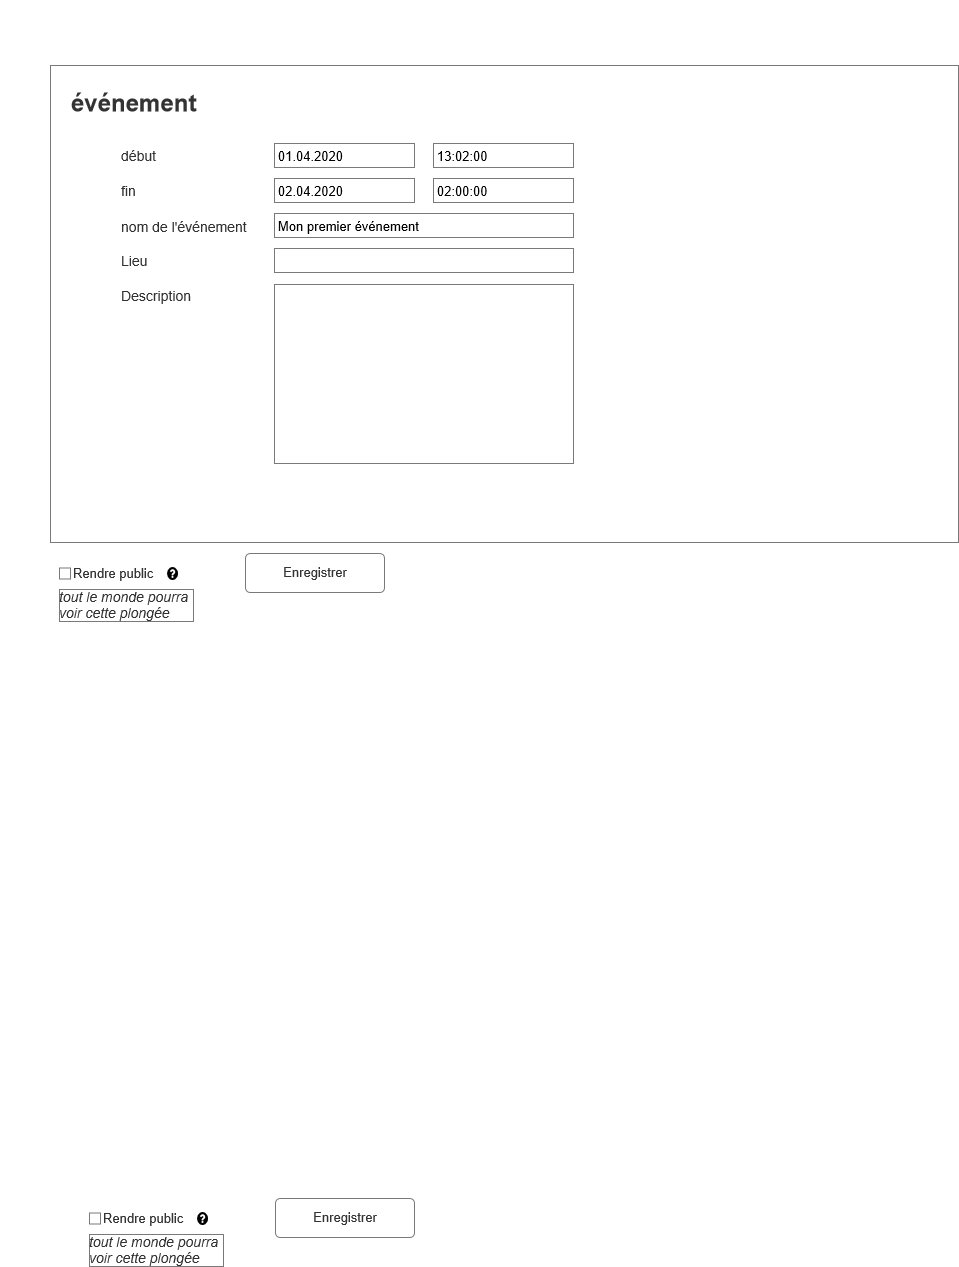 événement
début 01.04.2020 13:02:00
fin 02.04.2020 02:00:00
nom de l'événement Mon premier événement
Lieu
Description
Rendre public ? Enregistrer
tout le monde pourra
voir cette plongée
Rendre public ? Enregistrer
tout le monde pourra
voir cette plongée